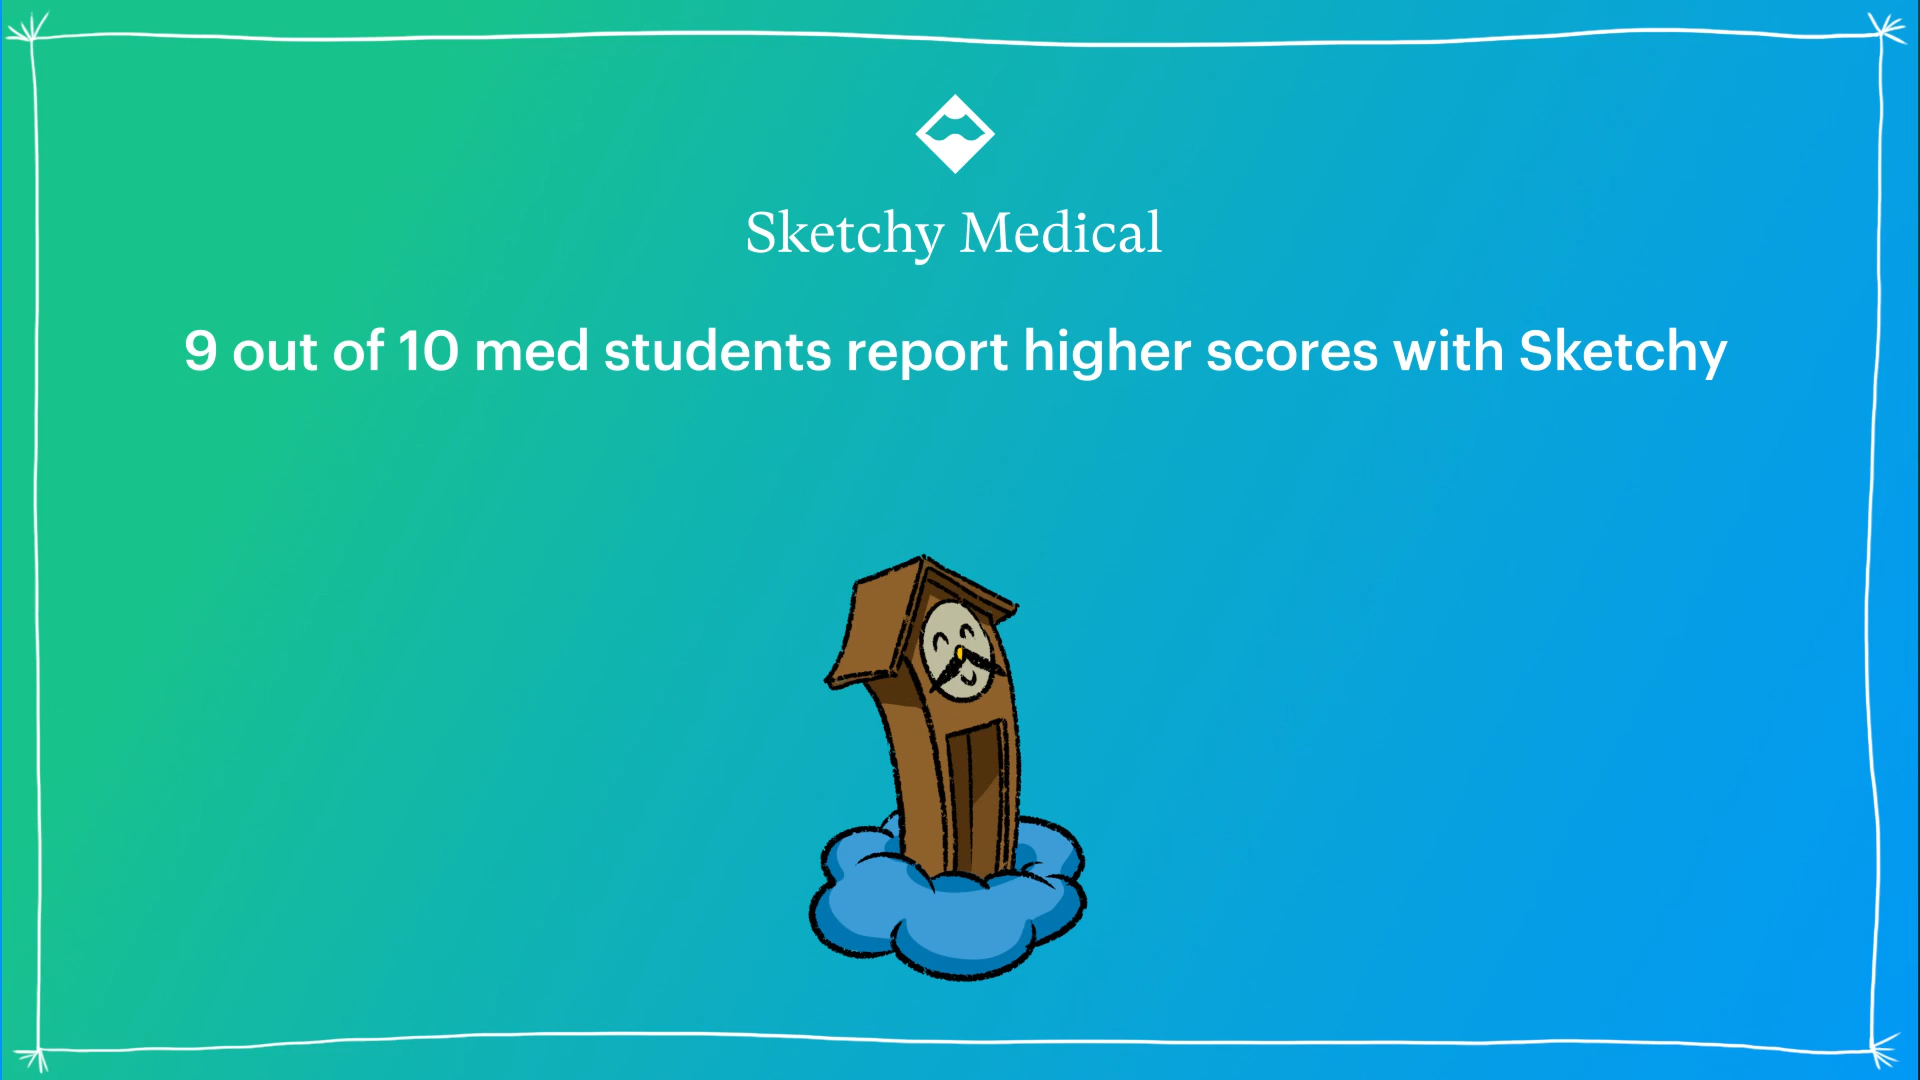 Sketchy Medical
9 out of 10 med students report higher scores with Sketchy